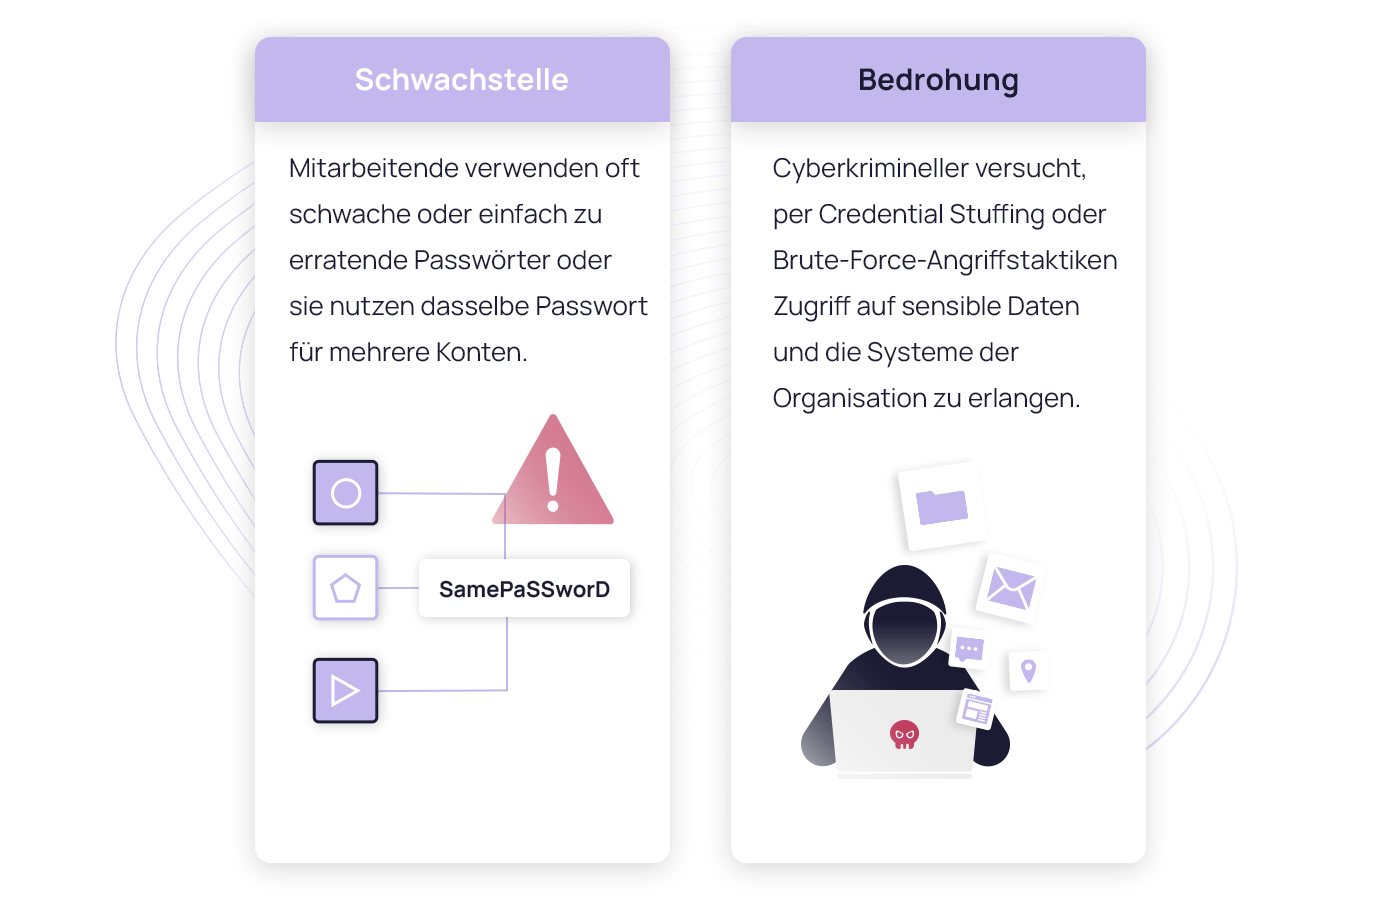 Schwachstelle
Mitarbeitende verwenden oft
schwache oder einfach zu
erratende Passwörter oder
sie nutzen dasselbe Passwort
für mehrere Konten.
SamePaSSworD
Bedrohung
Cyberkrimineller versucht,
per Credential Stuffing oder
Brute-Force-Angriffstaktiken
Zugriff auf sensible Daten
und die Systeme der
Organisation zu erlangen.